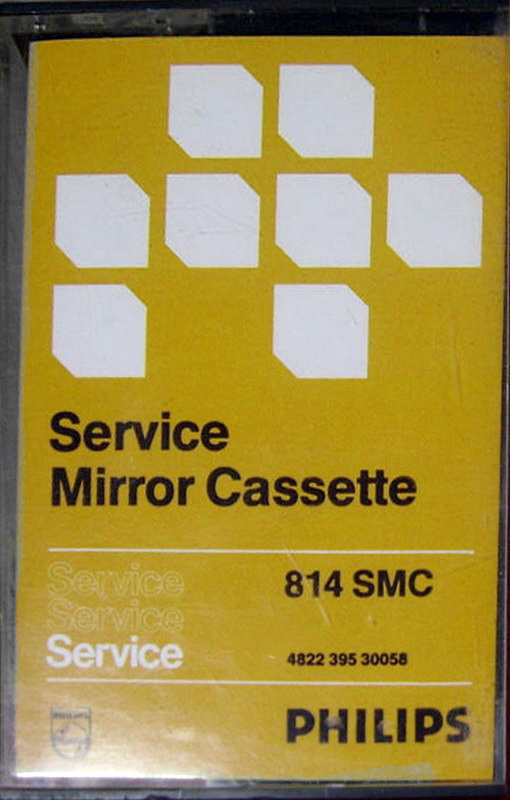 Service
Mirror Cassette
Service
Service
Service
814 SMC
4822 395 30058
PHILIPS